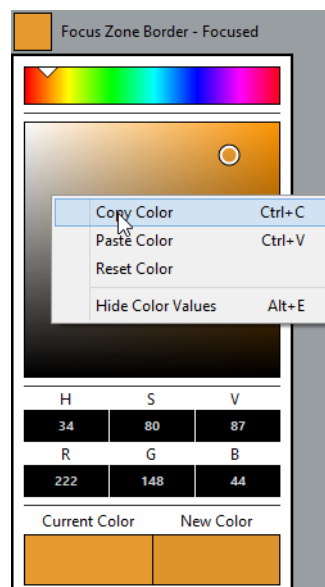 Focus Zone Border - Focused
Copy Color Ctrl+C
Paste Color Ctrl+V
Reset Color
Hide Color Values Alt+E
H S V
34 80 87
R G B
222 148 44
Current Color New Color